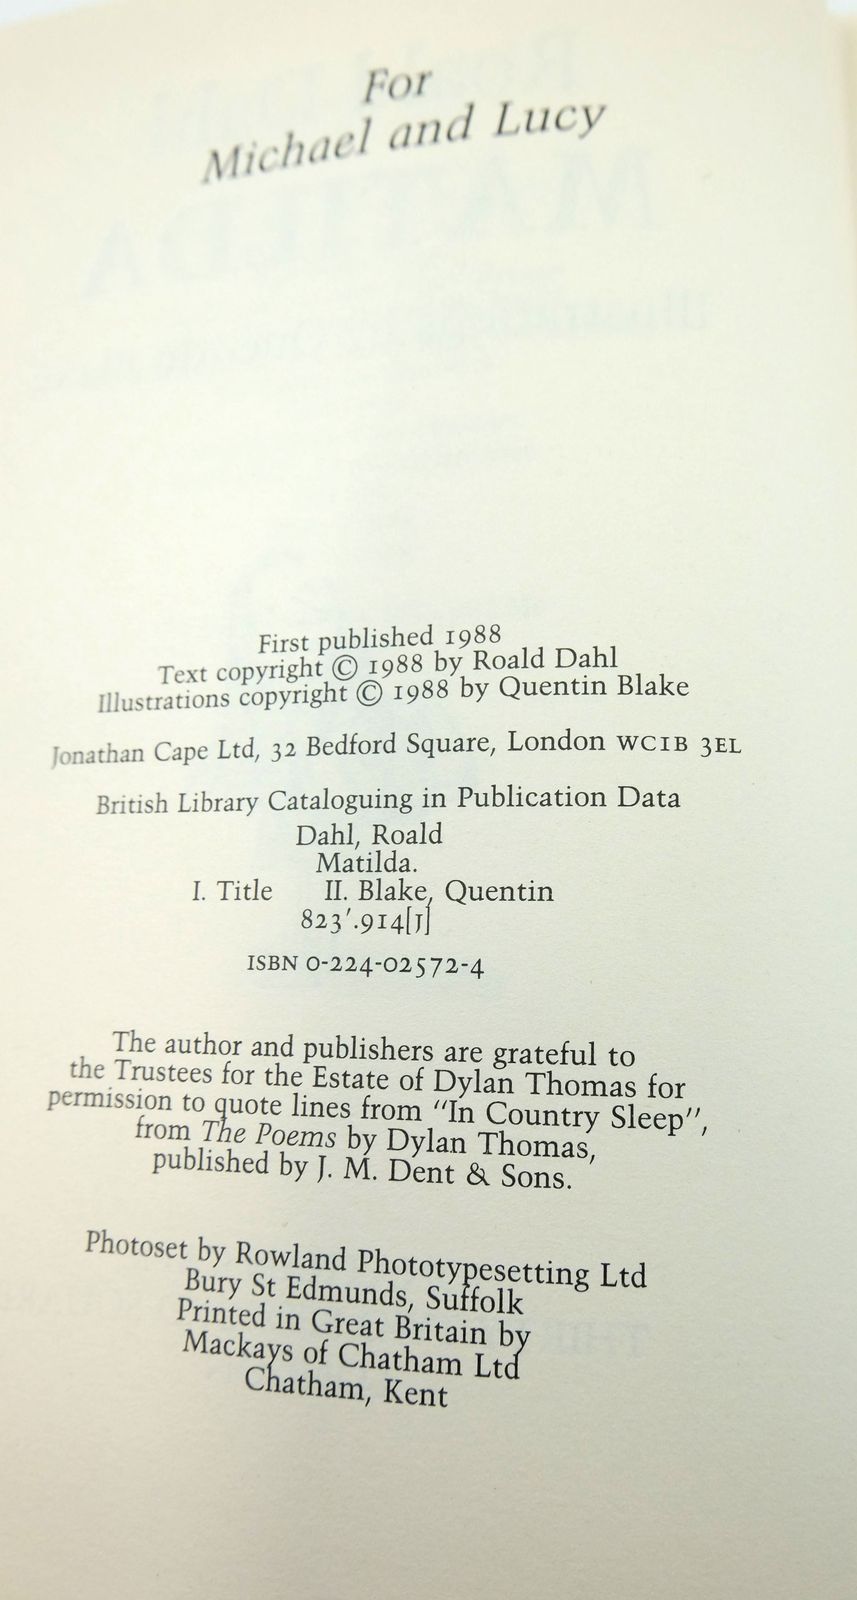 For
Michael and Lucy
First published 1988
Text copyright © 1988 by Roald Dahl
Illustrations copyright © 1988 by Quentin Blake
Jonathan Cape Ltd, 32 Bedford Square, London WC1B 3EL
British Library Cataloguing in Publication Data
Dahl, Roald
Matilda.
I. Title II. Blake, Quentin
823'.914[J]
ISBN 0-224-02572-4
The author and publishers are grateful to
the Trustees for the Estate of Dylan Thomas for
permission to quote lines from "In Country Sleep",
from The Poems by Dylan Thomas,
published by J. M. Dent & Sons.
Photoset by Rowland Phototypesetting Ltd
Bury St Edmunds, Suffolk
Printed in Great Britain by
Mackays of Chatham Ltd
Chatham, Kent